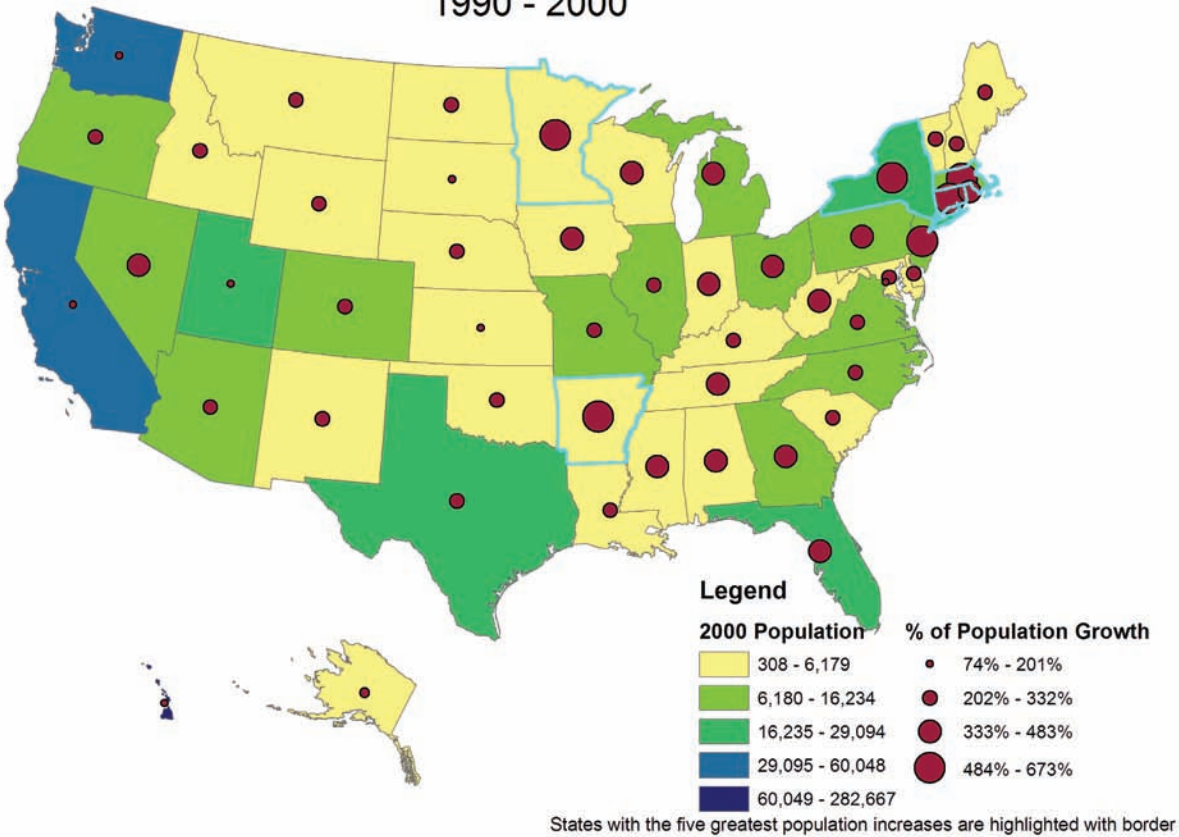 1990 - 2000
Legend
2000 Population
308 - 6,179
6,180 - 16,234
16,235 - 29,094
29,095 - 60,048
60,049 - 282,667
% of Population Growth
74% - 201%
202% - 332%
333% - 483%
484% - 673%
States with the five greatest population increases are highlighted with border